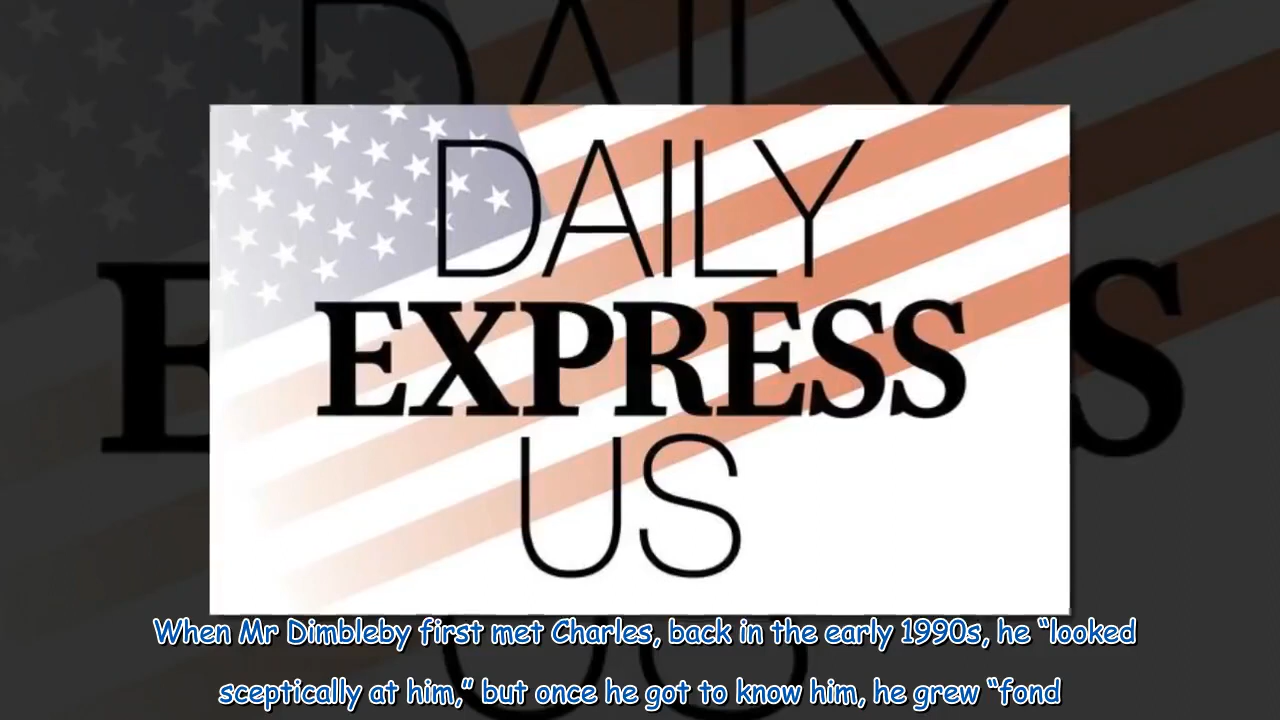 DAILY
EXPRESS
US
When Mr Dimbleby first met Charles, back in the early 1990s, he “looked
sceptically at him,” but once he got to know him, he grew “fond